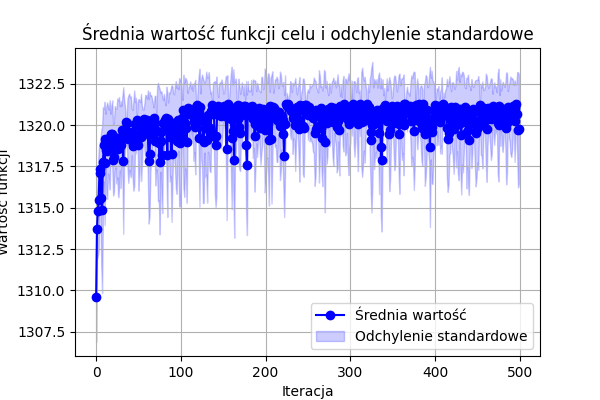 Średnia wartość funkcji celu i odchylenie standardowe
Wartość funkcji
1322.5
1320.0
1317.5
1315.0
1312.5
1310.0
1307.5
Średnia wartość
Odchylenie standardowe
0 100 200 300 400 500
Iteracja